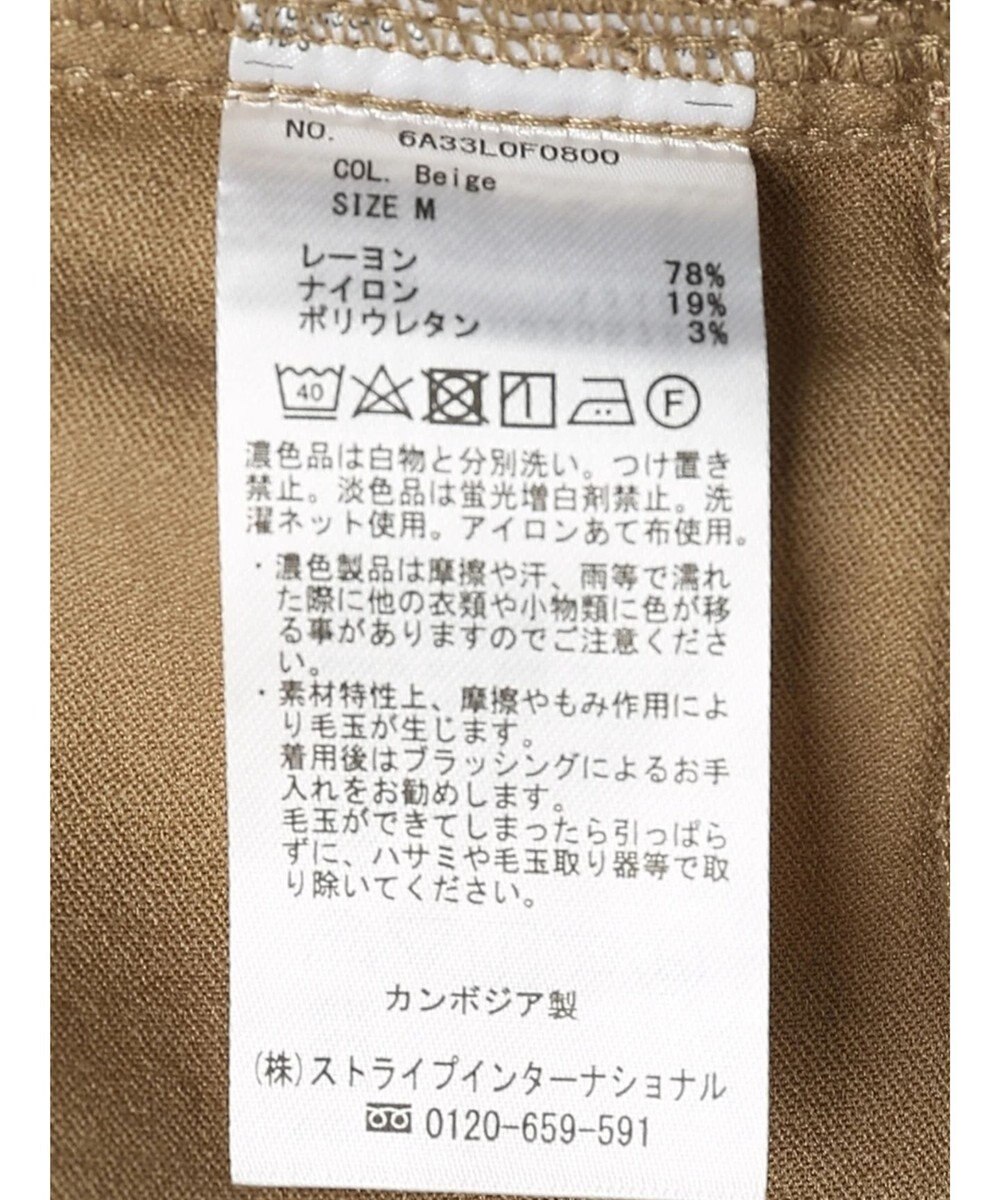 NO. 6A33L0F0800
COL. Beige
SIZE M
レーヨン 78%
ナイロン 19%
ポリウレタン 3%
40 F
濃色品は白物と分別洗い。つけ置き
禁止。淡色品は蛍光増白剤禁止。洗
濯ネット使用。アイロンあて布使用。
・濃色製品は摩擦や汗、雨等で濡れ
た際に他の衣類や小物類に色が移
る事がありますのでご注意くださ
い。
・素材特性上、摩擦やもみ作用によ
り毛玉が生じます。
着用後はブラッシングによるお手
入れをお勧めします。
毛玉ができてしまったら引っぱら
ずに、ハサミや毛玉取り器等で取
り除いてください。
カンボジア製
(株)ストライプインターナショナル
0120-659-591